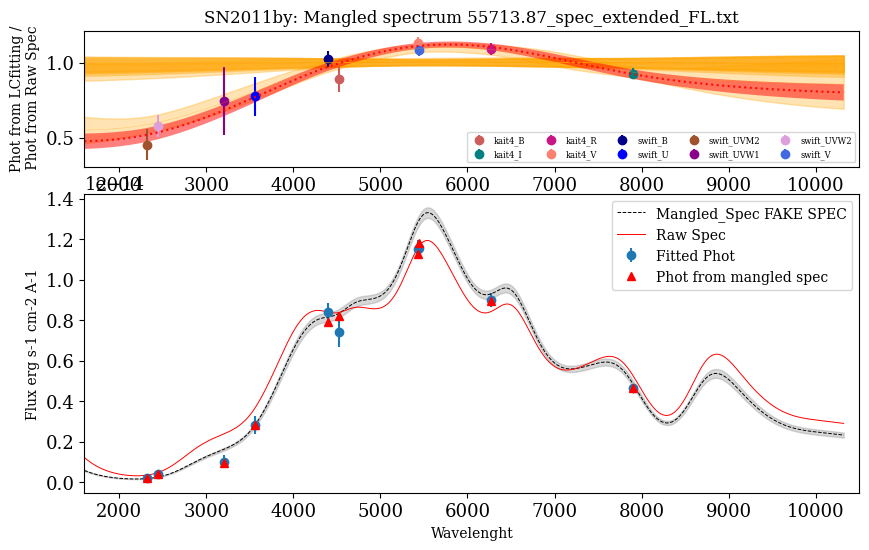 SN2011by: Mangled spectrum 55713.87_spec_extended_FL.txt
Phot from LCfitting /
Phot from Raw Spec
1.0
0.5
kait4_B kait4_R swift_B swift_UVM2 swift_UVW2
kait4_I kait4_V swift_U swift_UVW1 swift_V
2000 3000 4000 5000 6000 7000 8000 9000 10000
1e−14
Flux erg s-1 cm-2 A-1
1.4
1.2
1.0
0.8
0.6
0.4
0.2
0.0
Mangled_Spec FAKE SPEC
Raw Spec
Fitted Phot
Phot from mangled spec
2000 3000 4000 5000 6000 7000 8000 9000 10000
Wavelenght